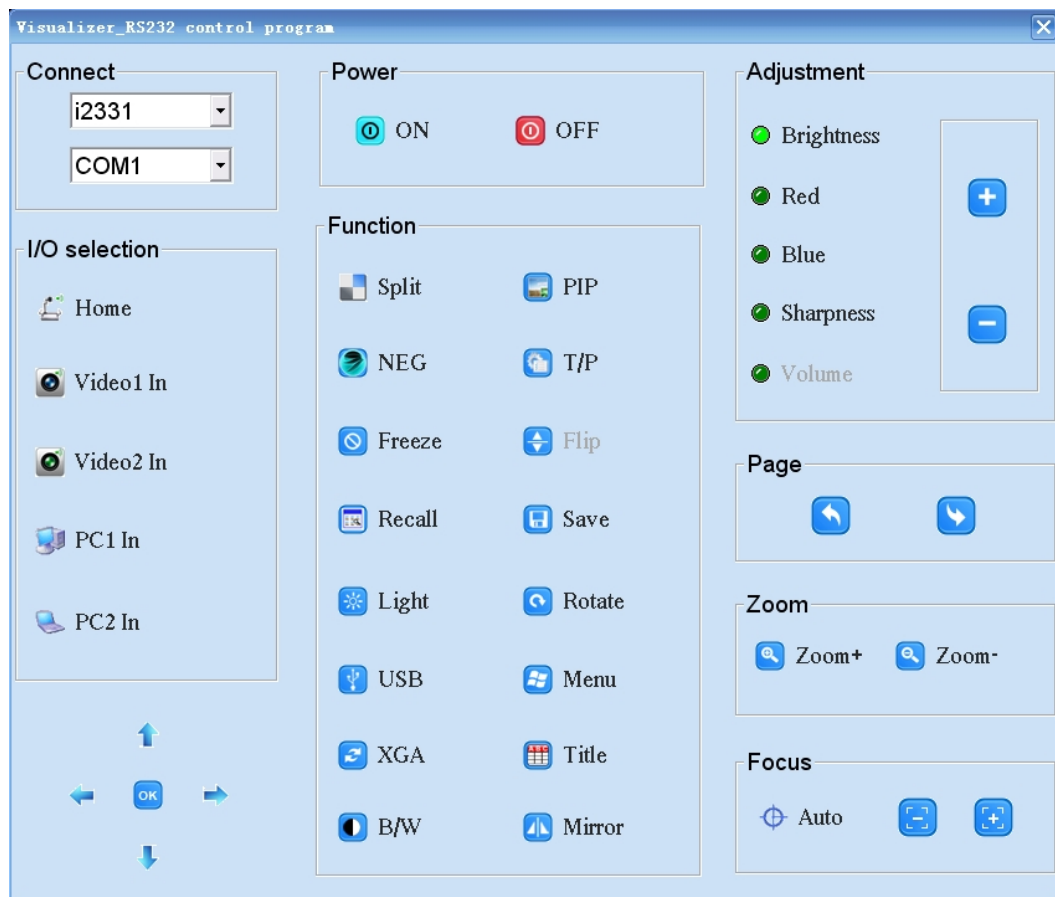 Visualizer_RS232 control program
Connect
i2331
COM1
Power
ON
OFF
Adjustment
Brightness
Red
Blue
Sharpness
Volume
I/O selection
Home
Video1 In
Video2 In
PC1 In
PC2 In
OK
Function
Split
PIP
NEG
T/P
Freeze
Flip
Recall
Save
Light
Rotate
USB
Menu
XGA
Title
B/W
Mirror
Page
Zoom
Zoom+
Zoom-
Focus
Auto